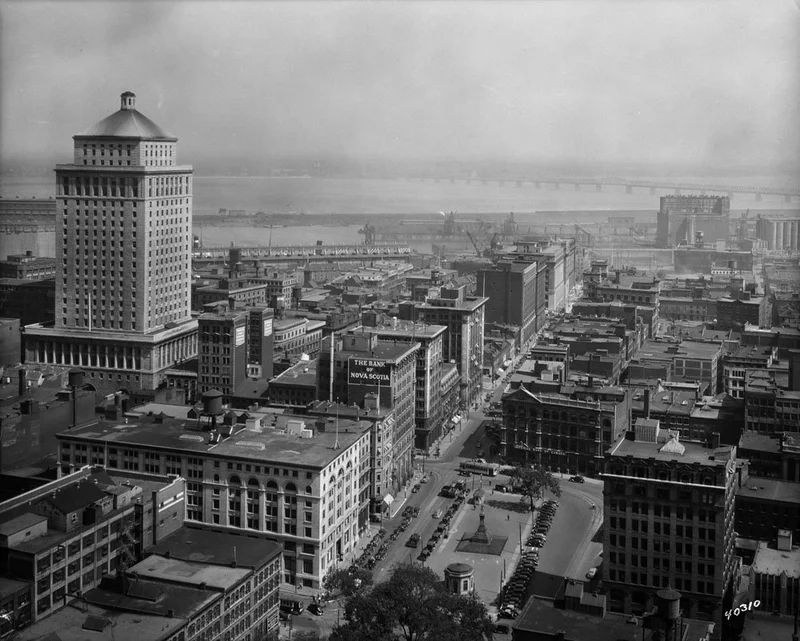 THE BANK
OF
NOVA SCOTIA
40310